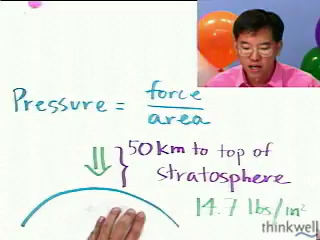 Pressure = force
area
50 km to top of
stratosphere
14.7 lbs/in²
thinkwell